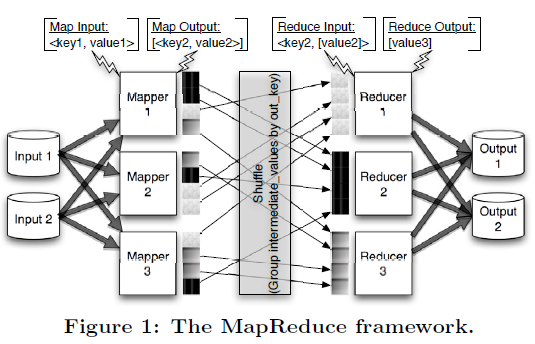 Map Input:
<key1, value1>
Map Output:
[<key2, value2>]
Reduce Input:
<key2, [value2]>
Reduce Output:
[value3]
Input 1
Input 2
Mapper
1
Mapper
2
Mapper
3
Shuffle
(Group intermediate_values by out_key)
Reducer
1
Reducer
2
Reducer
3
Output
1
Output
2
Figure 1: The MapReduce framework.